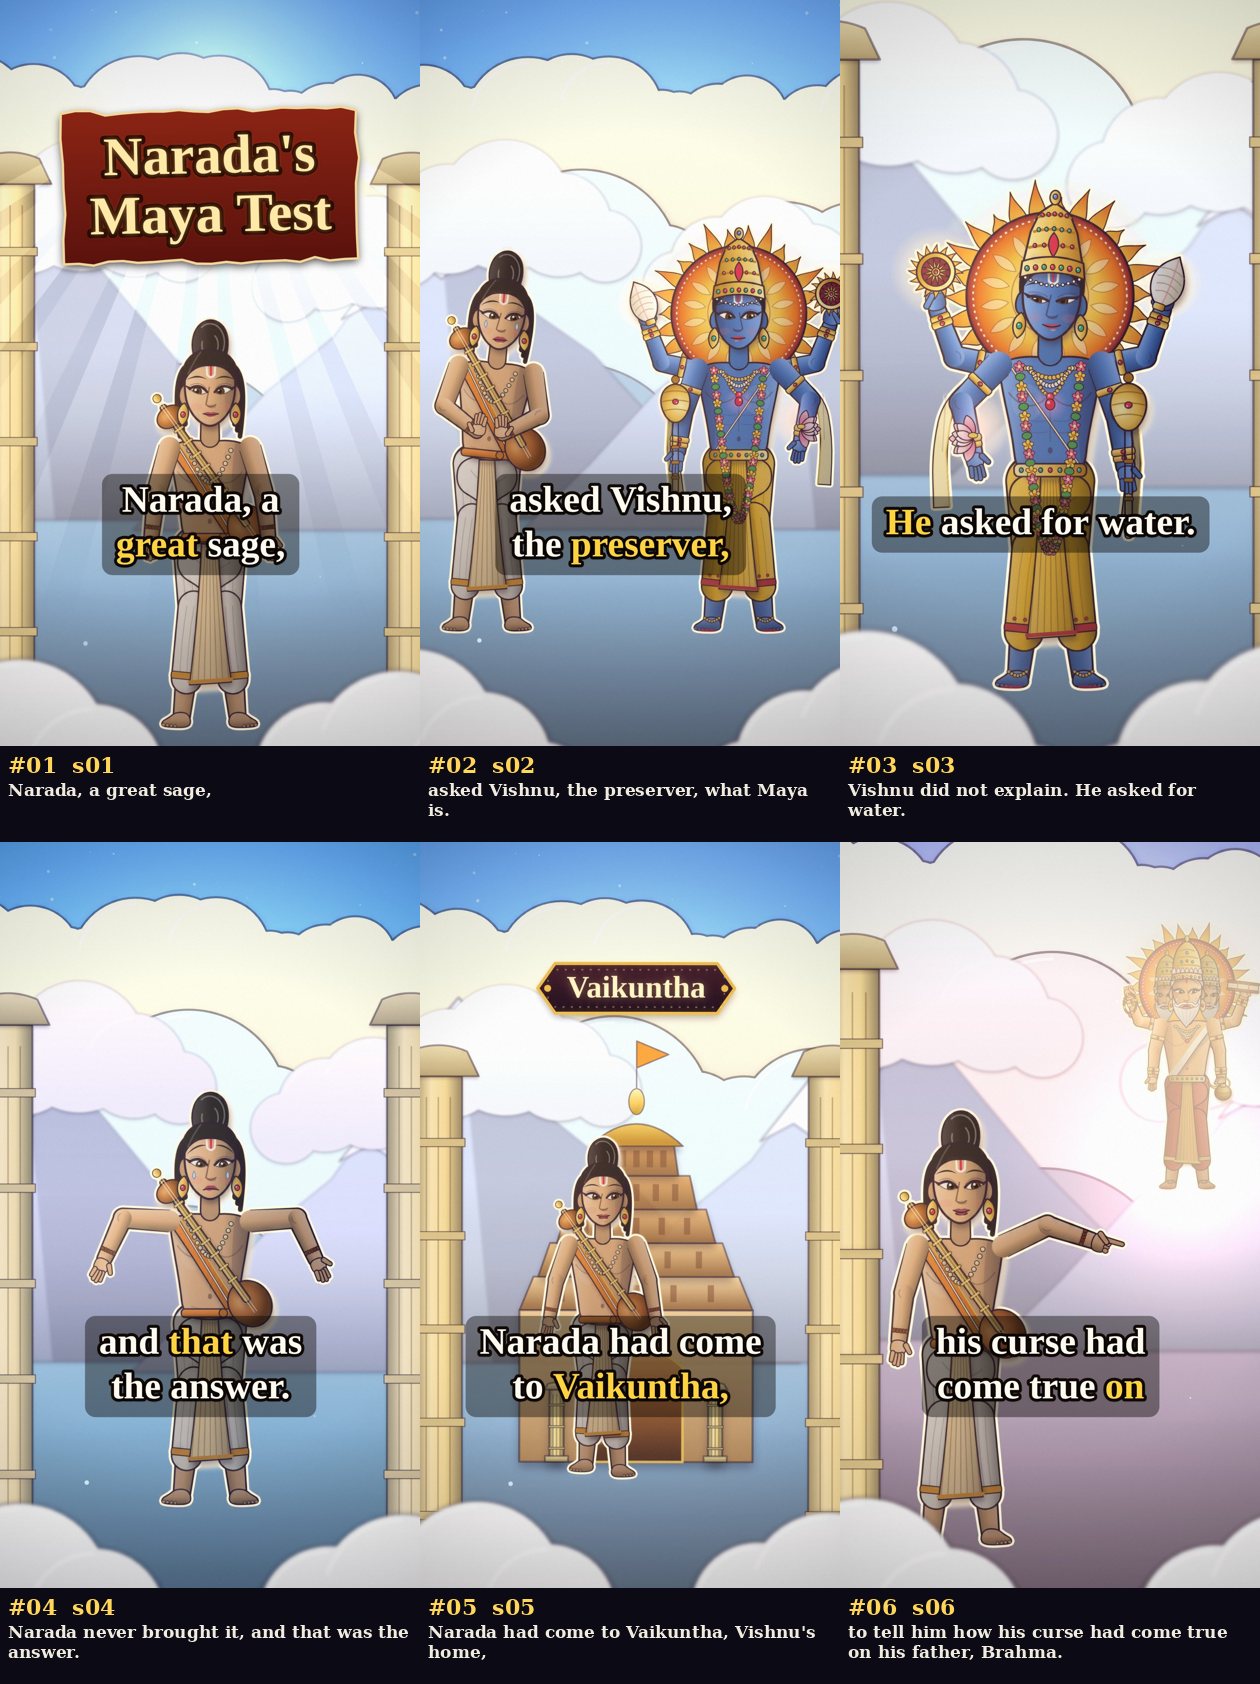 Narada's
Maya Test
Narada, a
great sage,
#01 s01
Narada, a great sage,
asked Vishnu,
the preserver,
#02 s02
asked Vishnu, the preserver, what Maya
is.
He asked for water.
#03 s03
Vishnu did not explain. He asked for
water.
and that was
the answer.
#04 s04
Narada never brought it, and that was the
answer.
Vaikuntha
Narada had come
to Vaikuntha,
#05 s05
Narada had come to Vaikuntha, Vishnu's
home,
his curse had
come true on
#06 s06
to tell him how his curse had come true
on his father, Brahma.